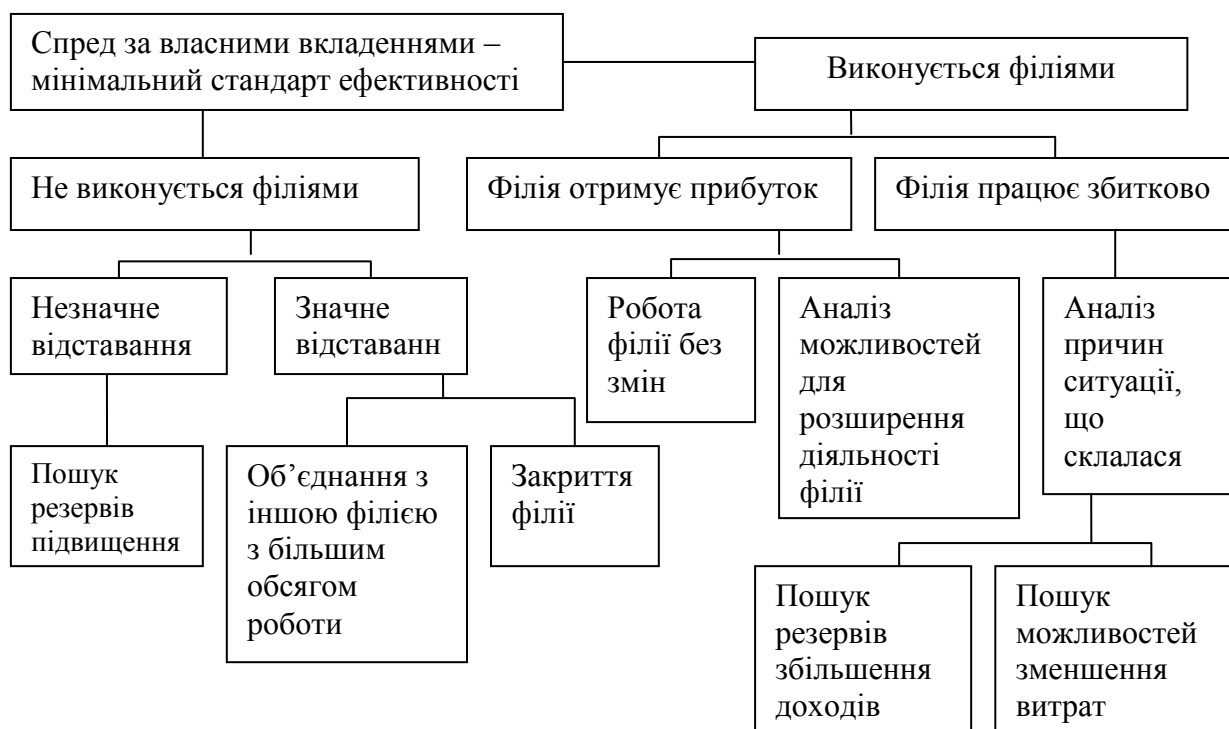 Спред за власними вкладеннями –
мінімальний стандарт ефективності
Виконується філіями
Не виконується філіями
Філія отримує прибуток
Філія працює збитково
Незначне
відставання
Значне
відставанн
Робота
філії без
змін
Аналіз
можливостей
для
розширення
діяльності
філії
Аналіз
причин
ситуації,
що
склалася
Пошук
резервів
підвищення
Об’єднання з
іншою філією
з більшим
обсягом
роботи
Закриття
філії
Пошук
резервів
збільшення
доходів
Пошук
можливостей
зменшення
витрат